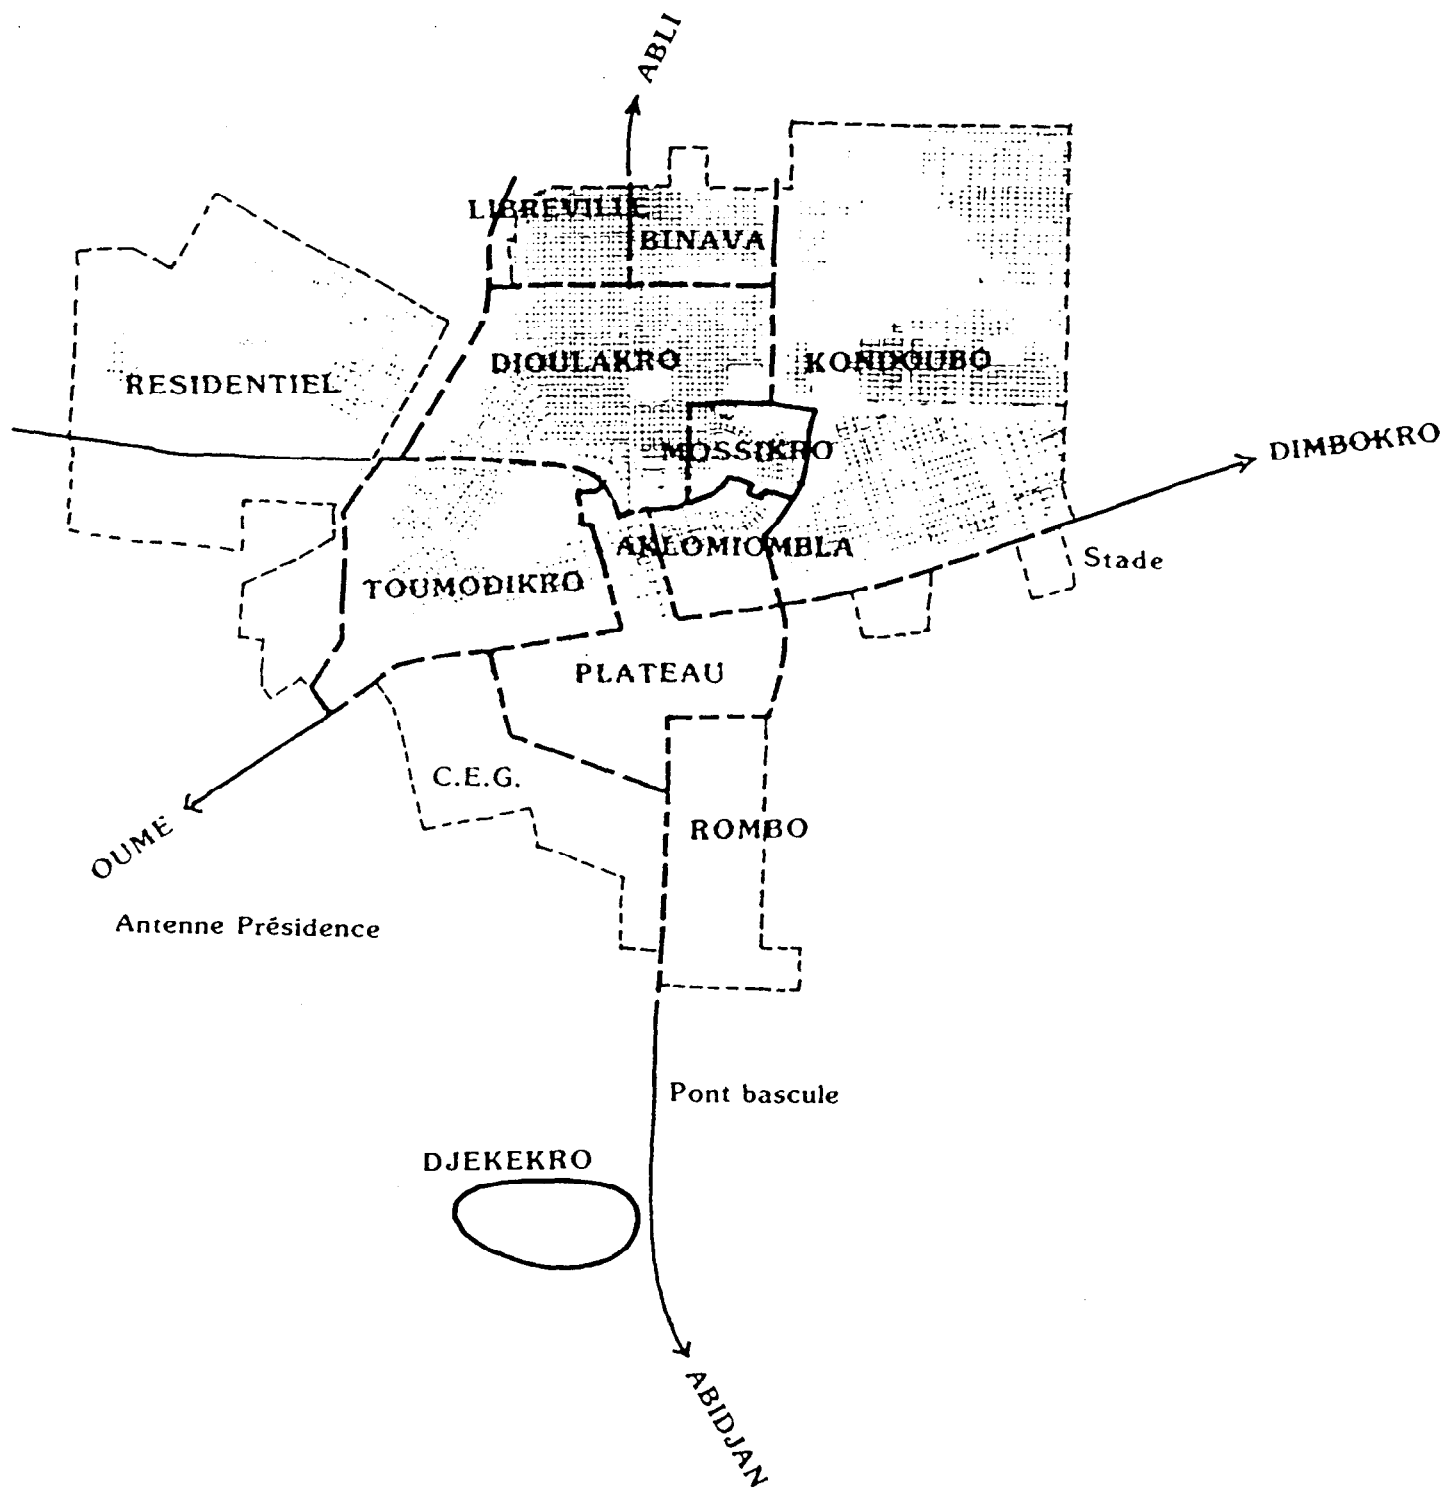 ABLI
LIBREVILLE
BINAVA
DIOULAKRO
KONDOUBO
RESIDENTIEL
MOSSIKRO
DIMBOKRO
AKLOMIOMBLA
Stade
TOUMODIKRO
PLATEAU
C.E.G.
ROMBO
OUME
Antenne Présidence
Pont bascule
DJEKEKRO
ABIDJAN